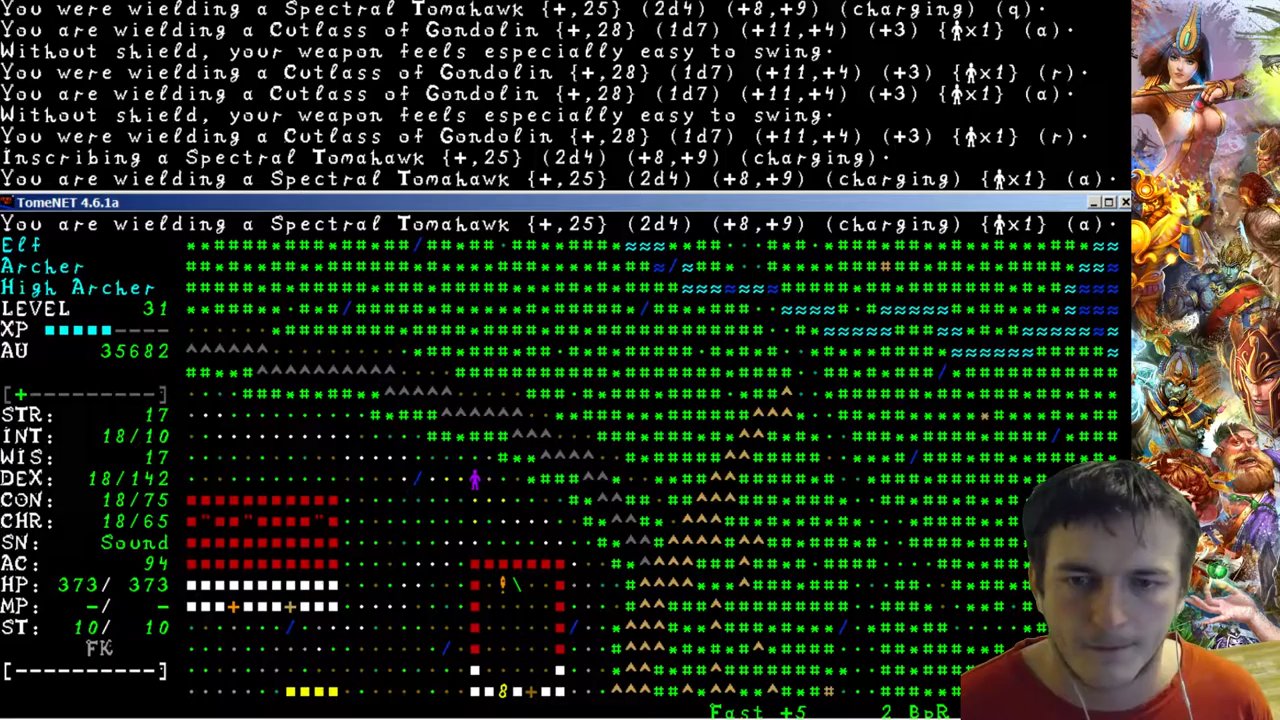 You were wielding a Spectral Tomahawk {+,25} (2d4) (+8,+9) (charging) (q).
You are wielding a Cutlass of Gondolin {+,28} (1d7) (+11,+4) (+3) {x1} (a).
Without shield, your weapon feels especially easy to swing.
You were wielding a Cutlass of Gondolin {+,28} (1d7) (+11,+4) (+3) {x1} (r).
You are wielding a Cutlass of Gondolin {+,28} (1d7) (+11,+4) (+3) {x1} (a).
Without shield, your weapon feels especially easy to swing.
You were wielding a Cutlass of Gondolin {+,28} (1d7) (+11,+4) (+3) {x1} (r).
Inscribing a Spectral Tomahawk {+,25} (2d4) (+8,+9) (charging).
You are wielding a Spectral Tomahawk {+,25} (2d4) (+8,+9) (charging) {x1} (a).
TomeNET 4.6.1a
You are wielding a Spectral Tomahawk {+,25} (2d4) (+8,+9) (charging) {x1} (a).
Elf
Archer
High Archer
LEVEL 31
XP
AU 35682
[+----------]
STR: 17
INT: 18/10
WIS: 17
DEX: 18/142
CON: 18/75
CHR: 18/65
SN: Sound
AC: 94
HP: 373/ 373
MP: -/ -
ST: 10/ 10
FK
[----------]
Fast +5 2 BpR